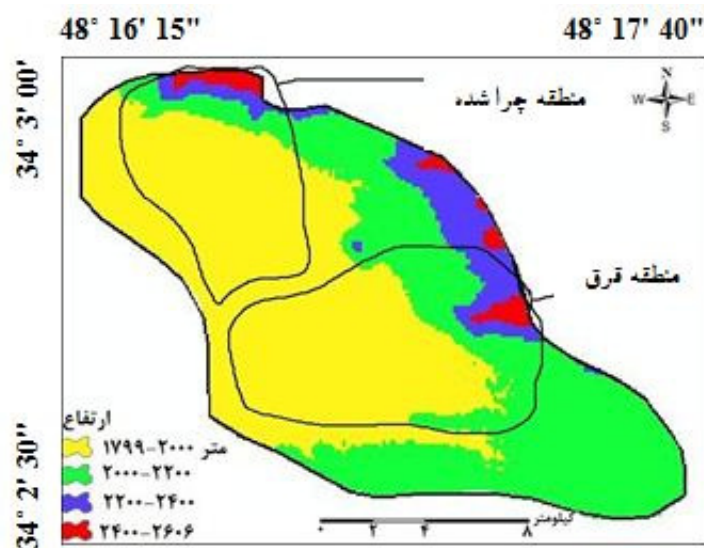 48° 16' 15" 48° 17' 40"
34° 3' 00'
N
W E
S
منطقه چرا شده
منطقه قرق
34° 2' 30"
ارتفاع
۱۷۹۹-۲۰۰۰ متر
۲۰۰۰-۲۲۰۰
۲۲۰۰-۲۴۰۰
۲۴۰۰-۲۶۰۶
کیلومتر
۰ ۲ ۴ ۸